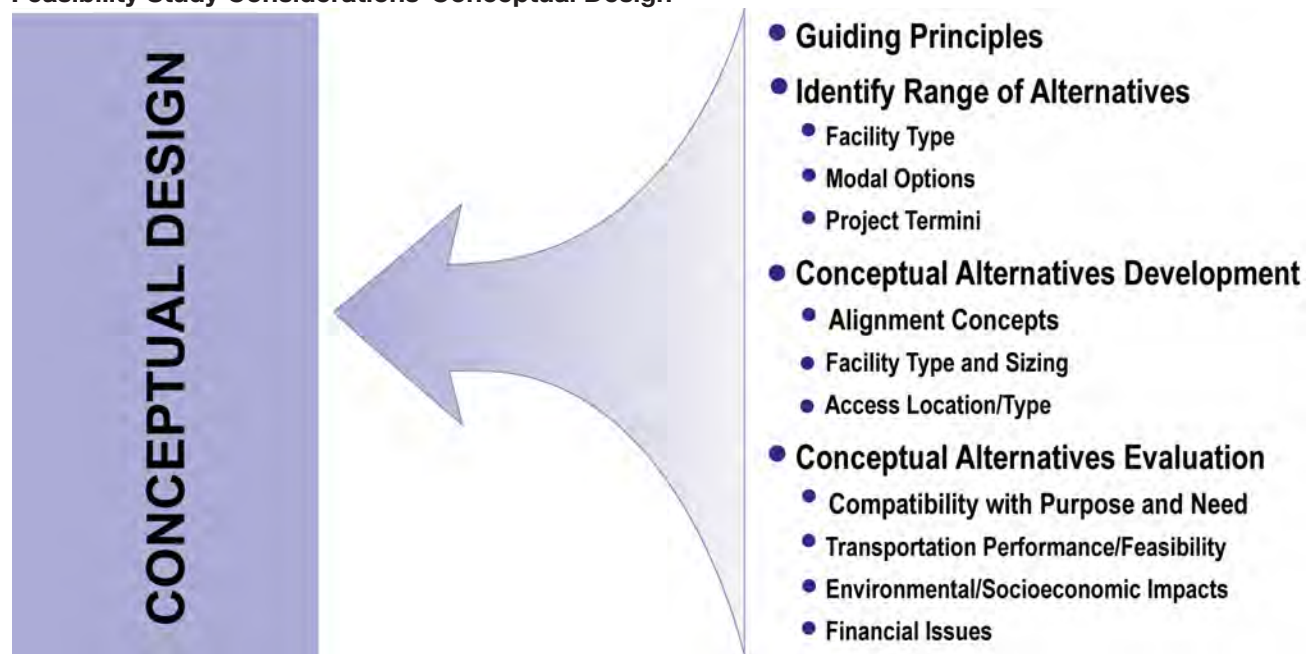 Feasibility Study Considerations-Conceptual Design
CONCEPTUAL DESIGN
• Guiding Principles
• Identify Range of Alternatives
• Facility Type
• Modal Options
• Project Termini
• Conceptual Alternatives Development
• Alignment Concepts
• Facility Type and Sizing
• Access Location/Type
• Conceptual Alternatives Evaluation
• Compatibility with Purpose and Need
• Transportation Performance/Feasibility
• Environmental/Socioeconomic Impacts
• Financial Issues